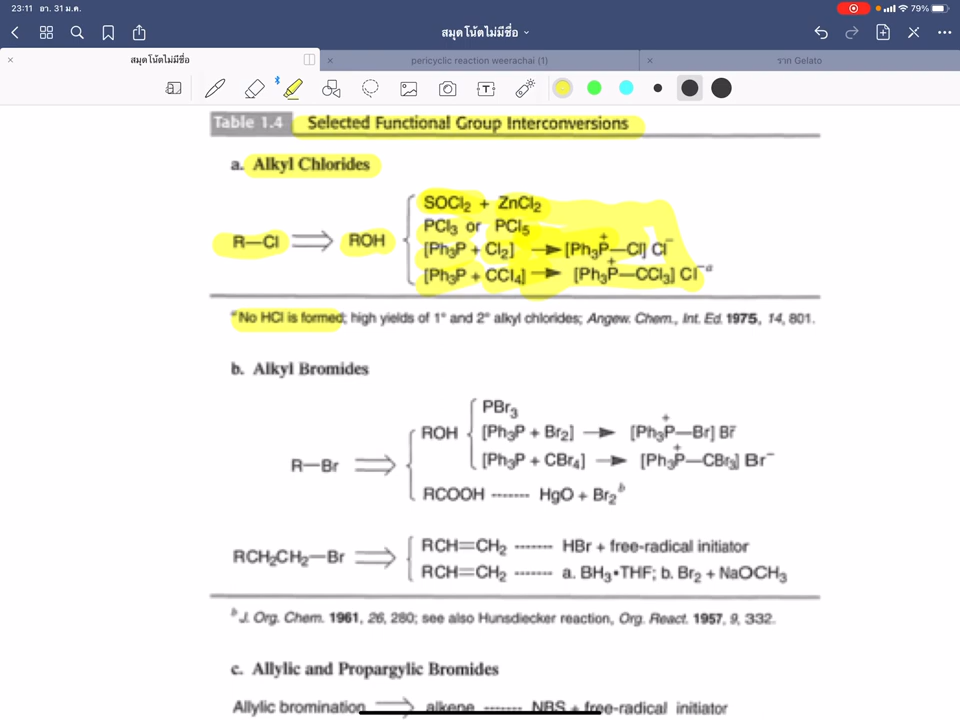 23:11 อา. 31 ม.ค. 79%
สมุดโน้ตไม่มีชื่อ
สมุดโน้ตไม่มีชื่อ pericyclic reaction weerachai (1) ราก Gelato
Table 1.4 Selected Functional Group Interconversions
a. Alkyl Chlorides
SOCl₂ + ZnCl₂
PCl₃ or PCl₅
R—Cl ⟹ ROH [Ph₃P + Cl₂] → [Ph₃P⁺—Cl] Cl⁻
[Ph₃P + CCl₄] → [Ph₃P⁺—CCl₃] Cl⁻ᵃ
ᵃNo HCl is formed; high yields of 1° and 2° alkyl chlorides; Angew. Chem., Int. Ed. 1975, 14, 801.
b. Alkyl Bromides
PBr₃
ROH [Ph₃P + Br₂] → [Ph₃P⁺—Br] Br⁻
R—Br ⟹ [Ph₃P + CBr₄] → [Ph₃P⁺—CBr₃] Br⁻
RCOOH ------- HgO + Br₂ᵇ
RCH₂CH₂—Br ⟹ RCH=CH₂ ------- HBr + free-radical initiator
RCH=CH₂ ------- a. BH₃•THF; b. Br₂ + NaOCH₃
ᵇJ. Org. Chem. 1961, 26, 280; see also Hunsdiecker reaction, Org. React. 1957, 9, 332.
c. Allylic and Propargylic Bromides
Allylic bromination ⟹ alkene ------- NBS + free-radical initiator